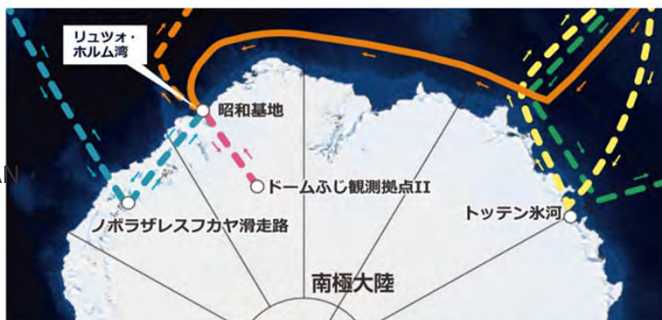 リュツォ・
ホルム湾
昭和基地
AN
ドームふじ観測拠点II
トッテン氷河
ノボラザレスフカヤ滑走路
南極大陸